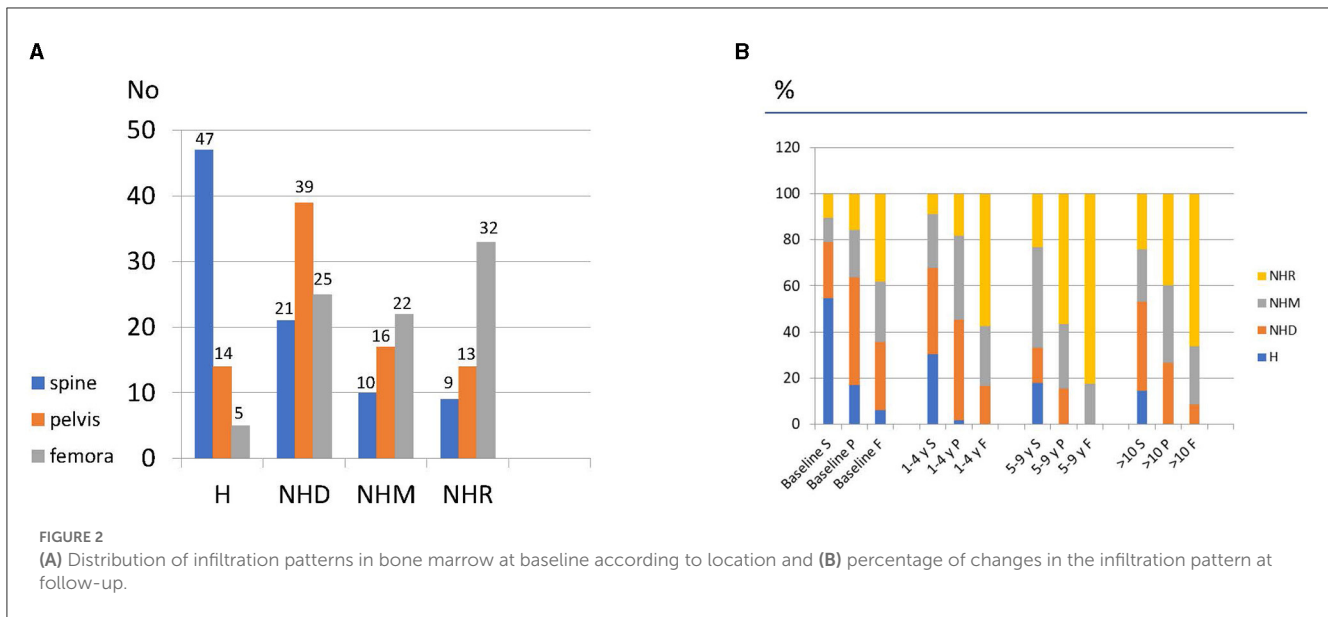 A
No
50
40
30
20
10
0
47
14
5
21
39
25
10
16
22
9
13
32
spine
pelvis
femora
H NHD NHM NHR
B
%
120
100
80
60
40
20
0
Baseline S
Baseline P
Baseline F
1-4 y S
1-4 y P
1-4 y F
5-9 y S
5-9 y P
5-9 y F
>10 S
>10 P
>10 F
NHR
NHM
NHD
H
FIGURE 2
(A) Distribution of infiltration patterns in bone marrow at baseline according to location and (B) percentage of changes in the infiltration pattern at
follow-up.